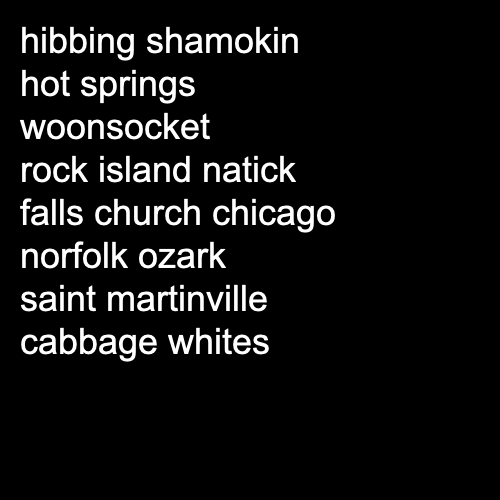 hibbing shamokin
hot springs
woonsocket
rock island natick
falls church chicago
norfolk ozark
saint martinville
cabbage whites